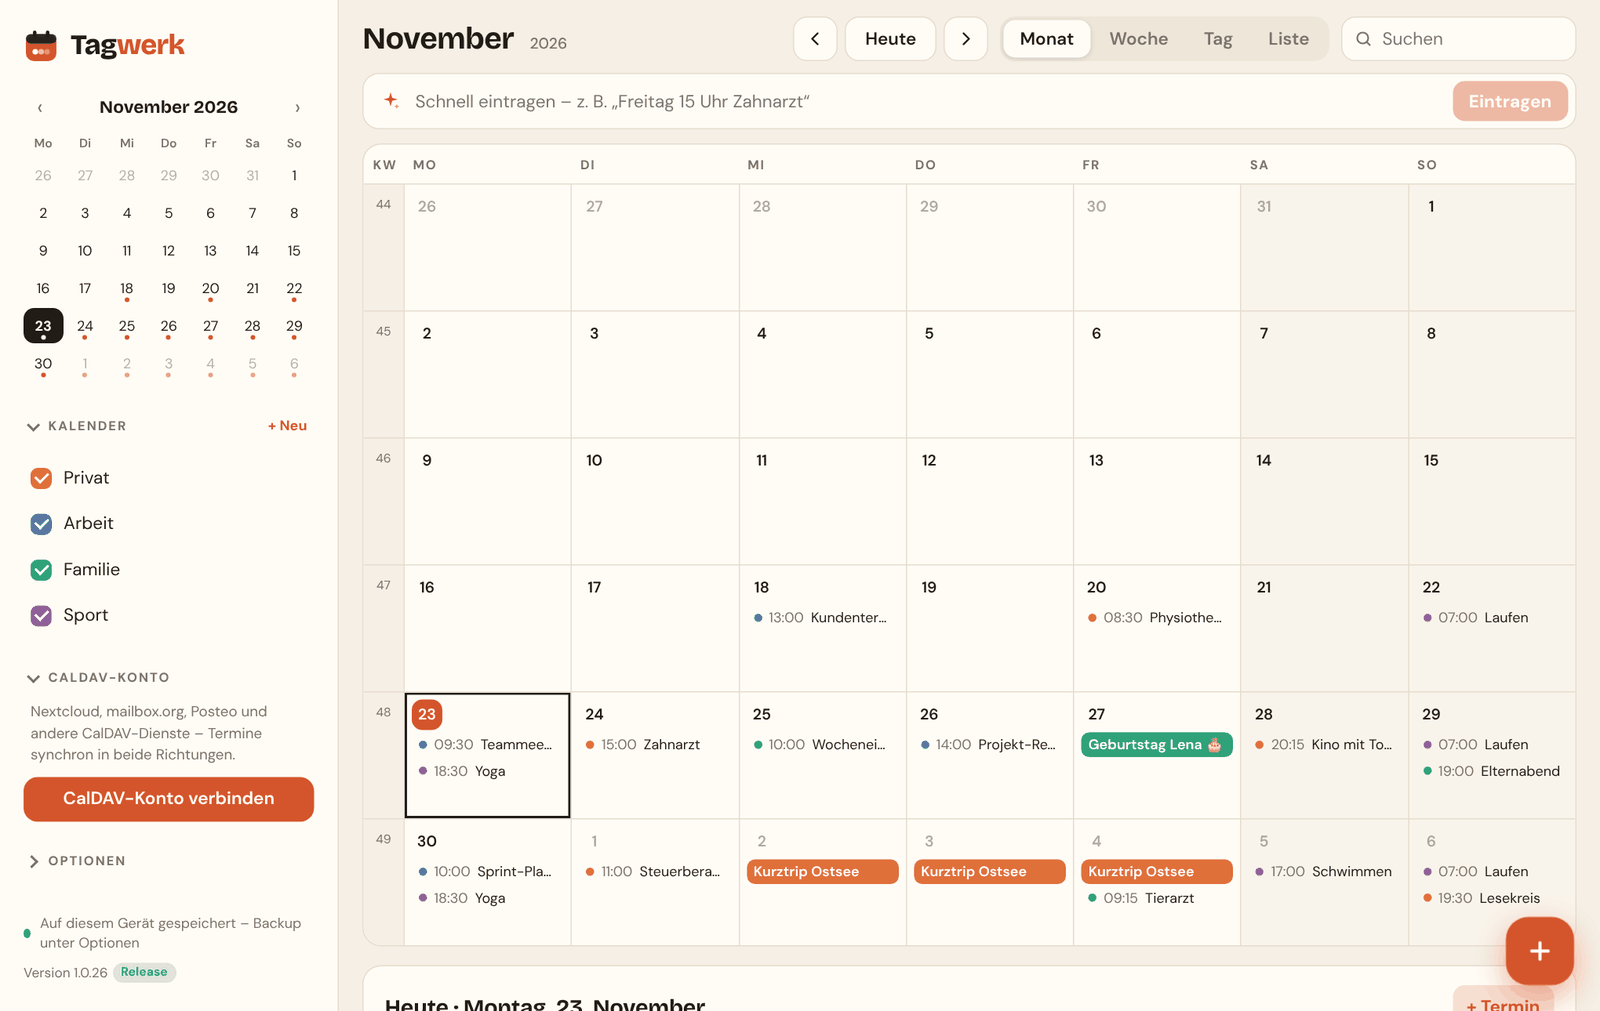 Tagwerk
‹ November 2026 ›
Mo Di Mi Do Fr Sa So
26 27 28 29 30 31 1
2 3 4 5 6 7 8
9 10 11 12 13 14 15
16 17 18 19 20 21 22
23 24 25 26 27 28 29
30 1 2 3 4 5 6
KALENDER + Neu
Privat
Arbeit
Familie
Sport
CALDAV-KONTO
Nextcloud, mailbox.org, Posteo und
andere CalDAV-Dienste – Termine
synchron in beide Richtungen.
CalDAV-Konto verbinden
OPTIONEN
Auf diesem Gerät gespeichert – Backup
unter Optionen
Version 1.0.26 Release
November 2026
Heute
Monat Woche Tag Liste
Suchen
Schnell eintragen – z. B. „Freitag 15 Uhr Zahnarzt“
Eintragen
KW MO DI MI DO FR SA SO
44 26 27 28 29 30 31 1
45 2 3 4 5 6 7 8
46 9 10 11 12 13 14 15
47 16 17 18 19 20 21 22
13:00 Kundenter… 08:30 Physiothe… 07:00 Laufen
48 23 24 25 26 27 28 29
09:30 Teammee… 15:00 Zahnarzt 10:00 Wochenei… 14:00 Projekt-Re… Geburtstag Lena 🎂 20:15 Kino mit To… 07:00 Laufen
18:30 Yoga 19:00 Elternabend
49 30 1 2 3 4 5 6
10:00 Sprint-Pla… 11:00 Steuerbera… Kurztrip Ostsee Kurztrip Ostsee Kurztrip Ostsee 17:00 Schwimmen 07:00 Laufen
18:30 Yoga 09:15 Tierarzt 19:30 Lesekreis
+
Heute · Montag, 23. November
+ Termin